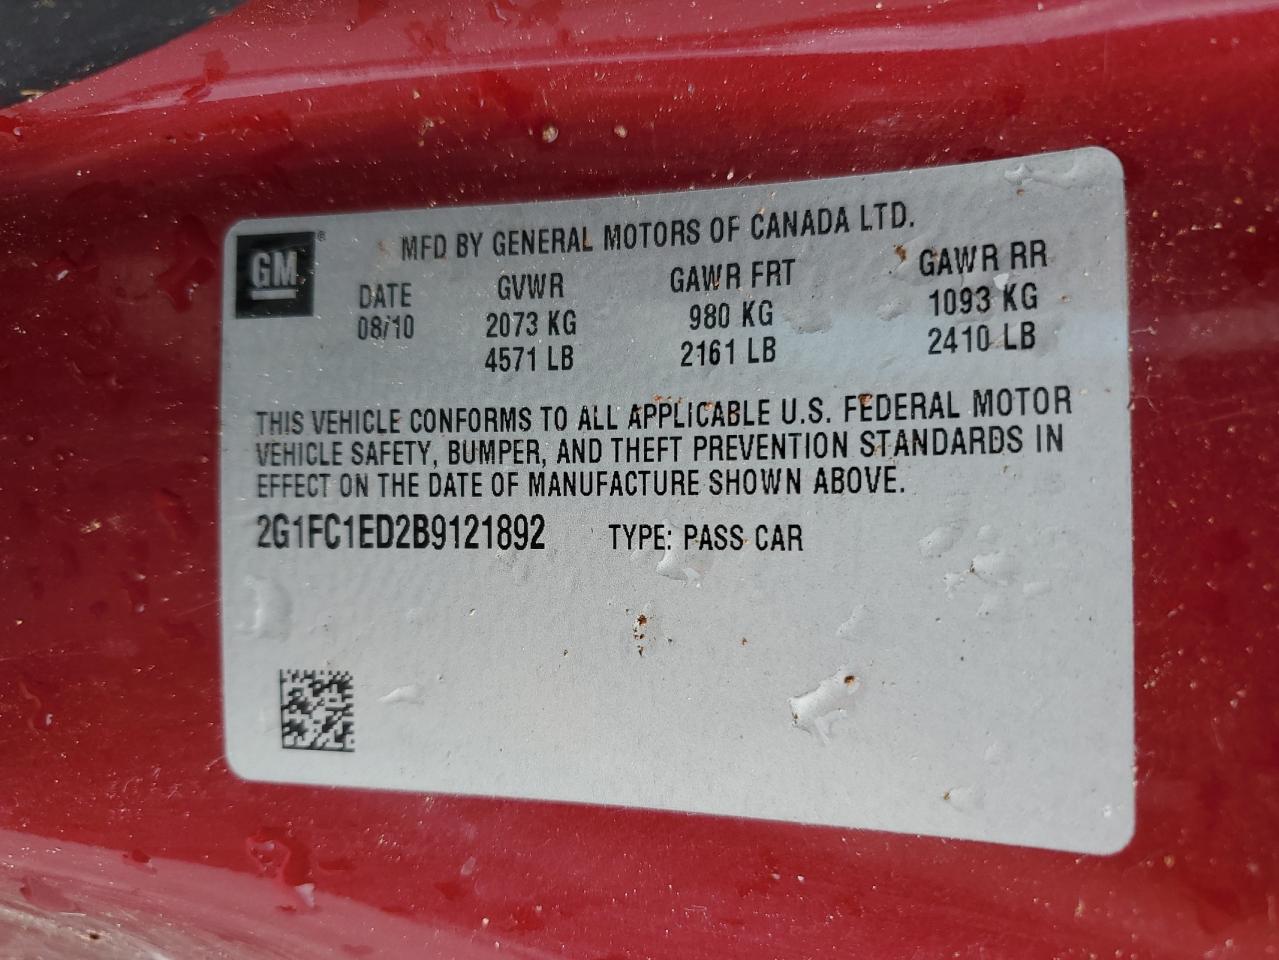 GM®
MFD BY GENERAL MOTORS OF CANADA LTD.
DATE GVWR GAWR FRT GAWR RR
08/10 2073 KG 980 KG 1093 KG
4571 LB 2161 LB 2410 LB
THIS VEHICLE CONFORMS TO ALL APPLICABLE U.S. FEDERAL MOTOR
VEHICLE SAFETY, BUMPER, AND THEFT PREVENTION STANDARDS IN
EFFECT ON THE DATE OF MANUFACTURE SHOWN ABOVE.
2G1FC1ED2B9121892 TYPE: PASS CAR